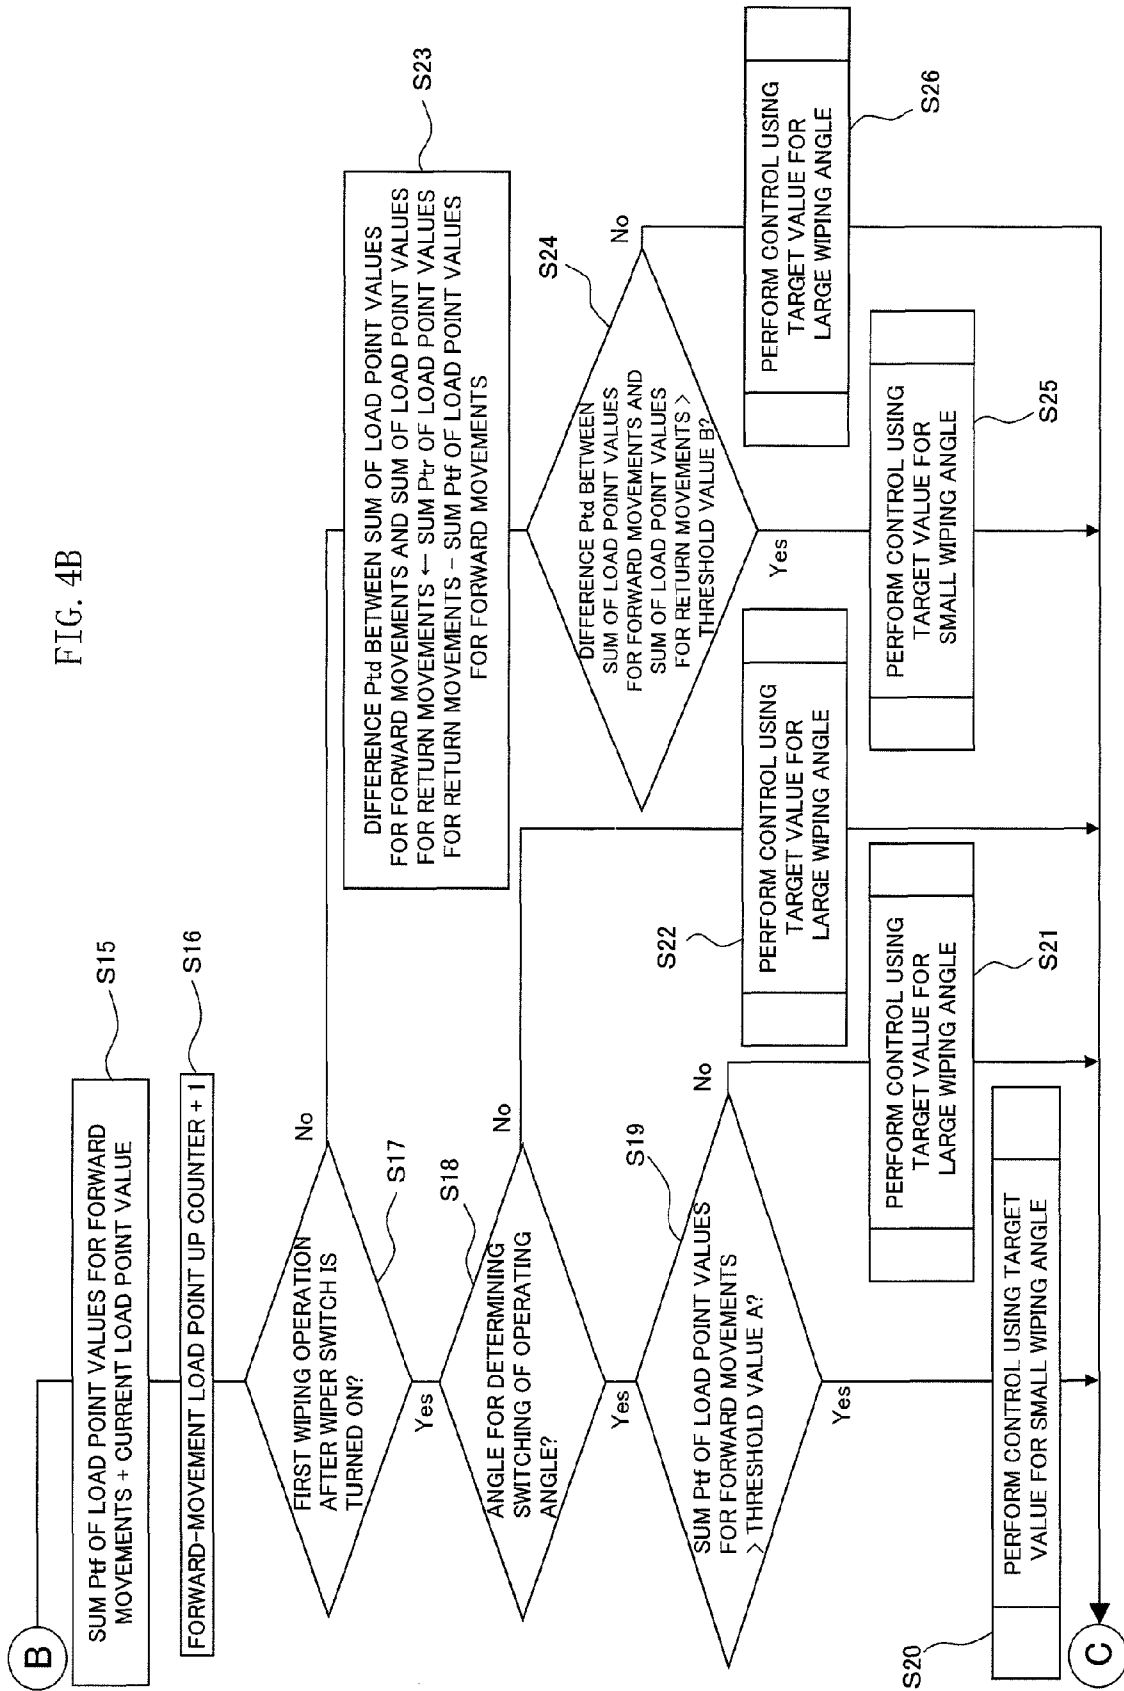 FIG. 4B
B
SUM Ptf OF LOAD POINT VALUES FOR FORWARD
MOVEMENTS + CURRENT LOAD POINT VALUE
S15
FORWARD-MOVEMENT LOAD POINT UP COUNTER + 1
S16
FIRST WIPING OPERATION
AFTER WIPER SWITCH IS
TURNED ON?
No
S17
Yes
ANGLE FOR DETERMINING
SWITCHING OF OPERATING
ANGLE?
S18
No
Yes
SUM Ptf OF LOAD POINT VALUES
FOR FORWARD MOVEMENTS
> THRESHOLD VALUE A?
S19
No
Yes
S20
PERFORM CONTROL USING TARGET
VALUE FOR SMALL WIPING ANGLE
PERFORM CONTROL USING
TARGET VALUE FOR
LARGE WIPING ANGLE
S21
S22
PERFORM CONTROL USING
TARGET VALUE FOR
LARGE WIPING ANGLE
DIFFERENCE Ptd BETWEEN SUM OF LOAD POINT VALUES
FOR FORWARD MOVEMENTS AND SUM OF LOAD POINT VALUES
FOR RETURN MOVEMENTS ← SUM Ptr OF LOAD POINT VALUES
FOR RETURN MOVEMENTS - SUM Ptf OF LOAD POINT VALUES
FOR FORWARD MOVEMENTS
S23
DIFFERENCE Ptd BETWEEN
SUM OF LOAD POINT VALUES
FOR FORWARD MOVEMENTS AND
SUM OF LOAD POINT VALUES
FOR RETURN MOVEMENTS >
THRESHOLD VALUE B?
S24
No
Yes
PERFORM CONTROL USING
TARGET VALUE FOR
SMALL WIPING ANGLE
S25
PERFORM CONTROL USING
TARGET VALUE FOR
LARGE WIPING ANGLE
S26
C